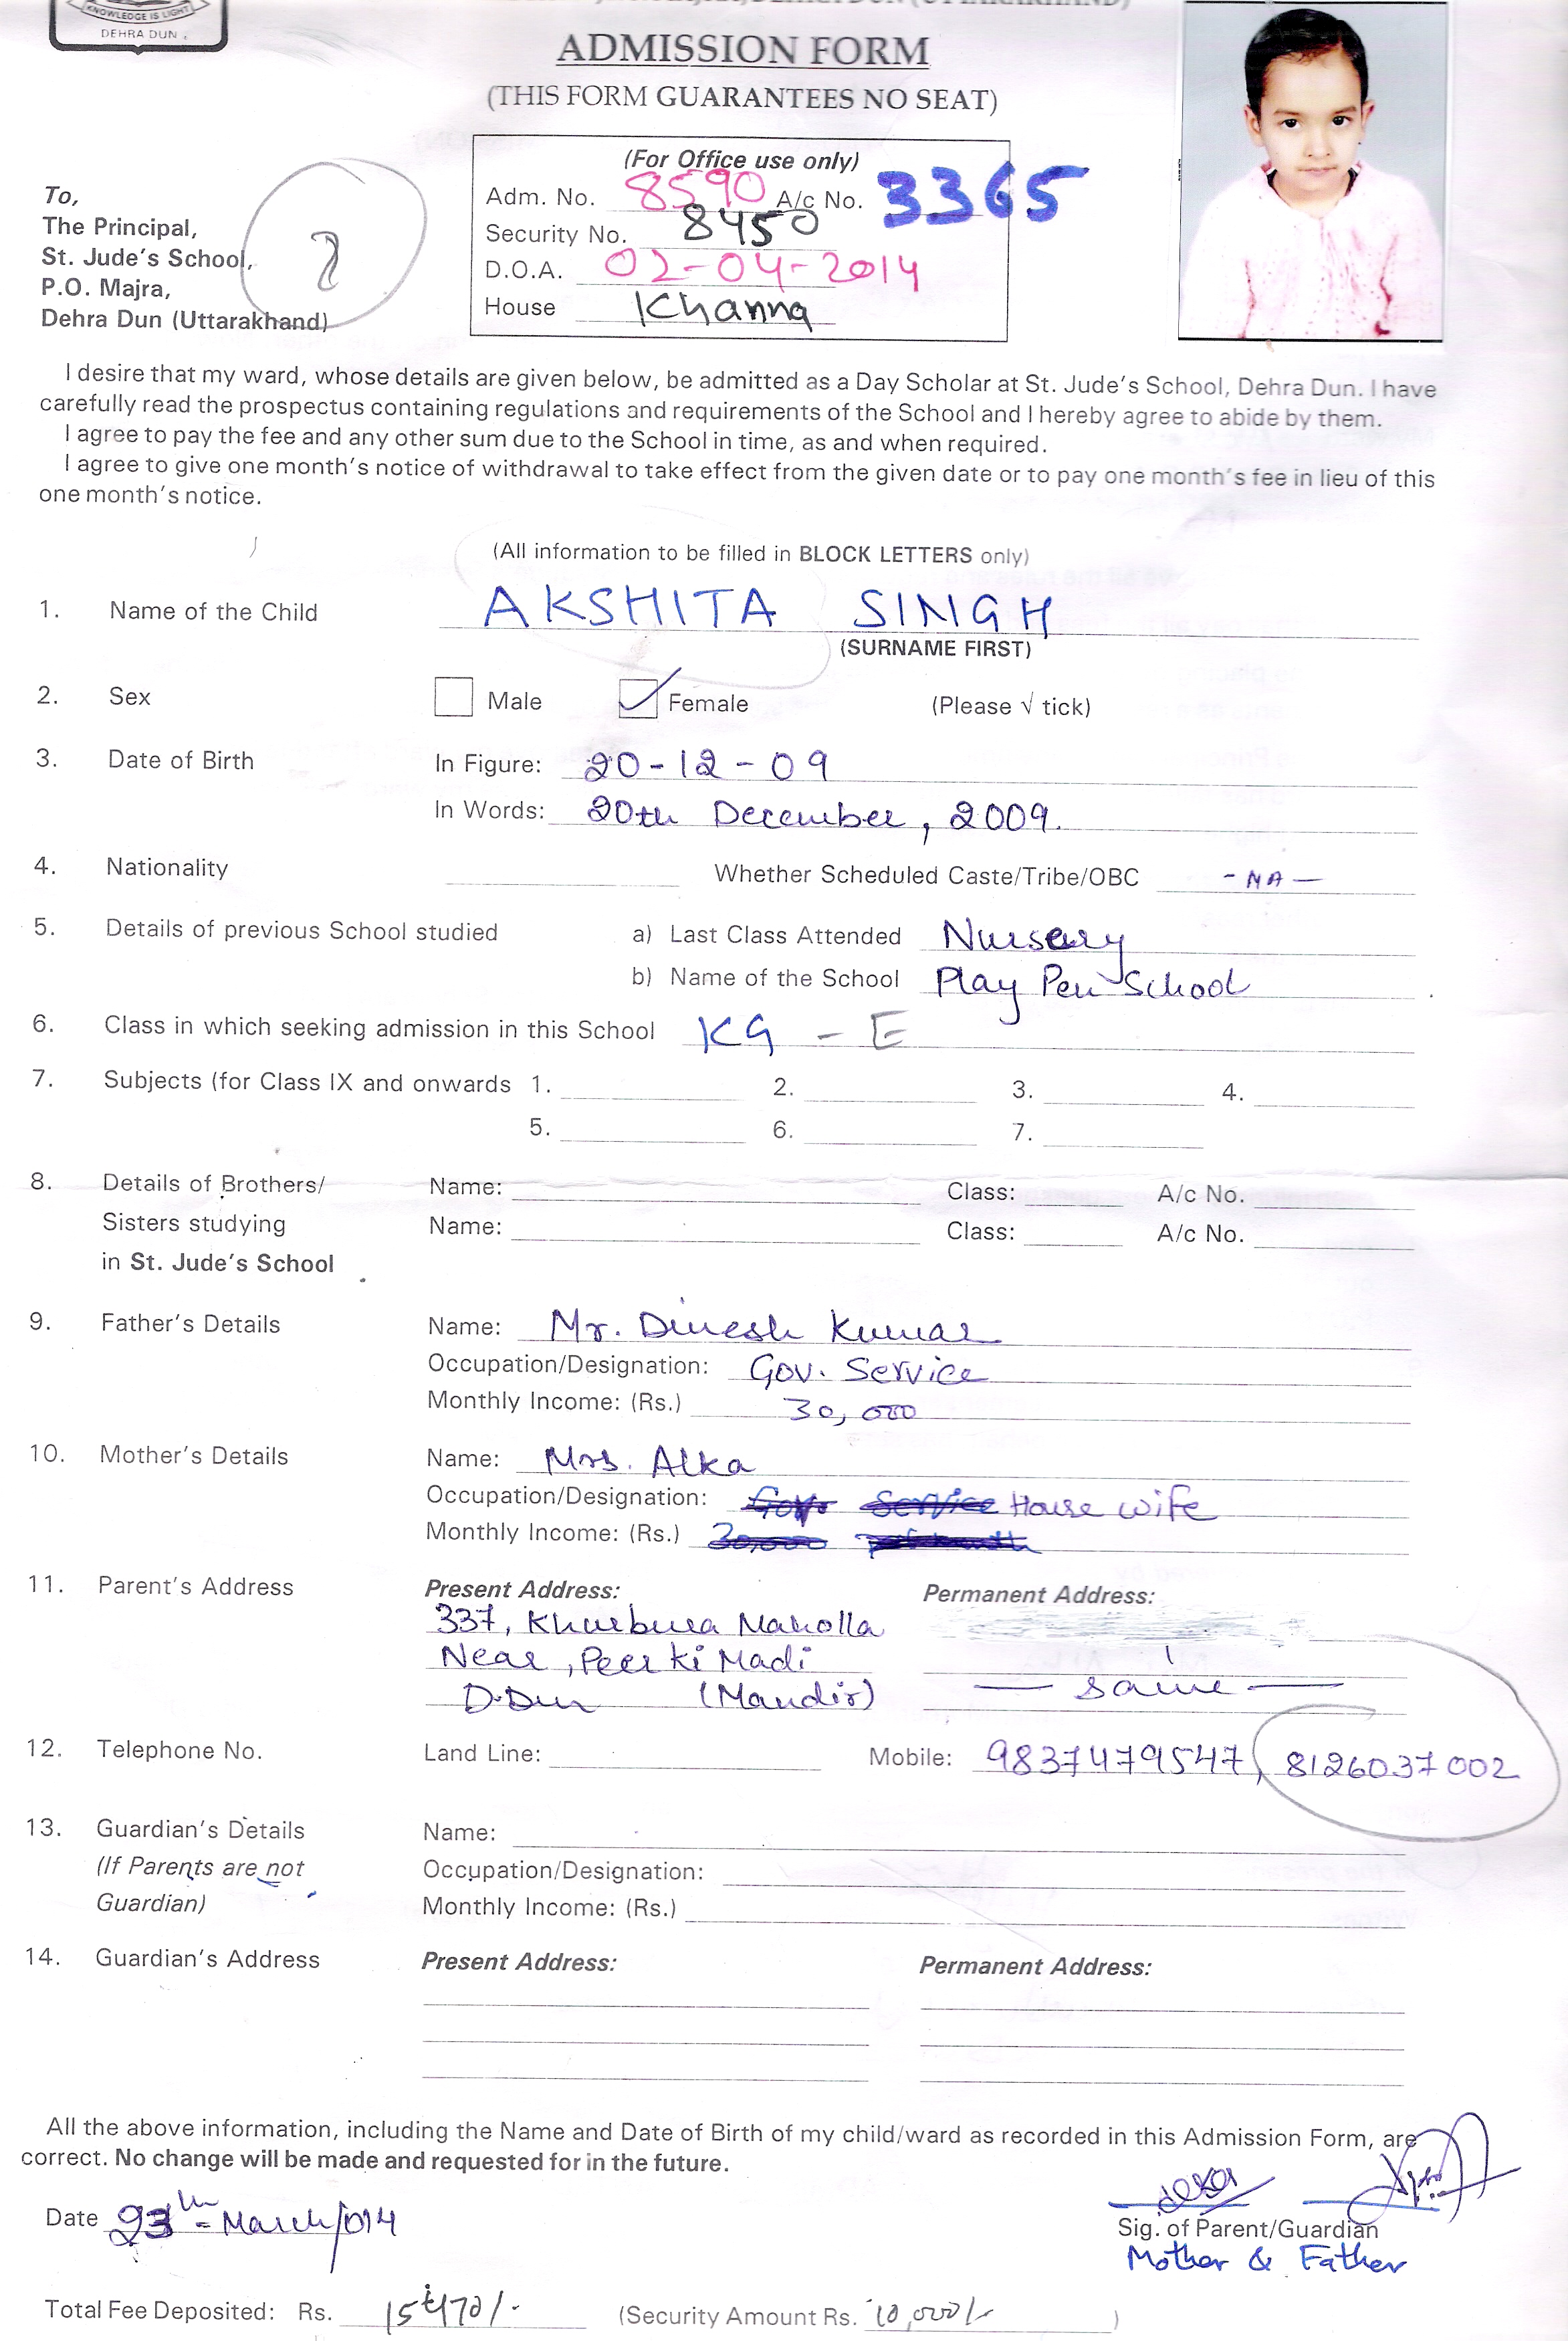 KNOWLEDGE IS LIGHT
DEHRA DUN
ADMISSION FORM
(THIS FORM GUARANTEES NO SEAT)
(For Office use only)
Adm. No. 8590 A/c No. 3365
Security No. 8450
D.O.A. 02-04-2014
House Khanna
To,
The Principal,
St. Jude's School,
P.O. Majra,
Dehra Dun (Uttarakhand)
I desire that my ward, whose details are given below, be admitted as a Day Scholar at St. Jude's School, Dehra Dun. I have
carefully read the prospectus containing regulations and requirements of the School and I hereby agree to abide by them.
I agree to pay the fee and any other sum due to the School in time, as and when required.
I agree to give one month's notice of withdrawal to take effect from the given date or to pay one month's fee in lieu of this
one month's notice.
(All information to be filled in BLOCK LETTERS only)
1. Name of the Child AKSHITA SINGH
(SURNAME FIRST)
2. Sex Male Female (Please √ tick)
3. Date of Birth In Figure: 20-12-09
In Words: 20th December, 2009.
4. Nationality Whether Scheduled Caste/Tribe/OBC - NA -
5. Details of previous School studied a) Last Class Attended Nursery
b) Name of the School Play Pen School
6. Class in which seeking admission in this School KG - E
7. Subjects (for Class IX and onwards 1. 2. 3. 4.
5. 6. 7.
8. Details of Brothers/ Name: Class: A/c No.
Sisters studying Name: Class: A/c No.
in St. Jude's School
9. Father's Details Name: Mr. Dinesh Kumar
Occupation/Designation: Gov. Service
Monthly Income: (Rs.) 30,000
10. Mother's Details Name: Mrs. Alka
Occupation/Designation: Gov. Service House wife
Monthly Income: (Rs.) 30,000
11. Parent's Address Present Address: Permanent Address:
337, Khurbura Maholla
Near, Peer ki Madi
D.Dun (Mandir) — Same —
12. Telephone No. Land Line: Mobile: 9837479547, 8126037002
13. Guardian's Details Name:
(If Parents are not Occupation/Designation:
Guardian) Monthly Income: (Rs.)
14. Guardian's Address Present Address: Permanent Address:
All the above information, including the Name and Date of Birth of my child/ward as recorded in this Admission Form, are
correct. No change will be made and requested for in the future.
Date 23th - March/014
Sig. of Parent/Guardian
Mother & Father
Total Fee Deposited: Rs. (Security Amount Rs. 10,000/- )